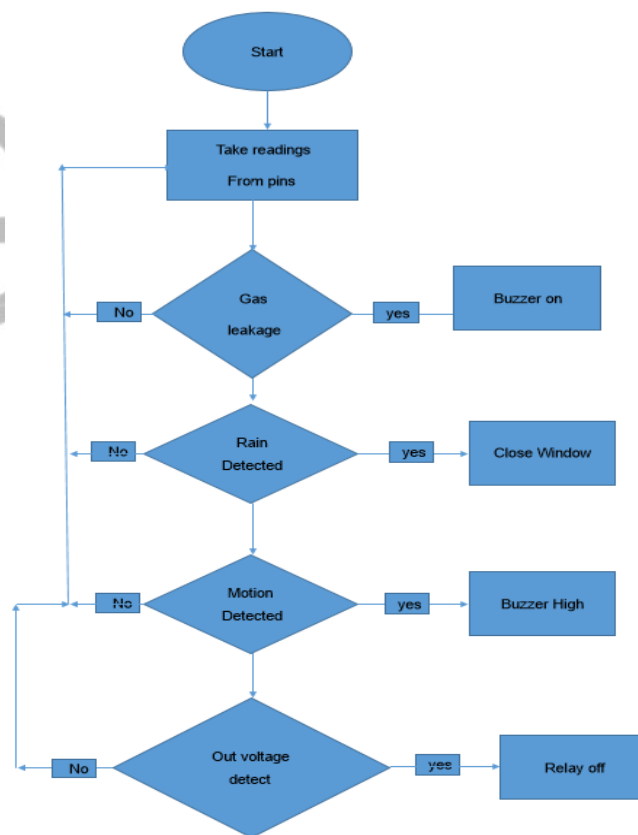 Start
Take readings
From pins
Gas
leakage
No
yes
Buzzer on
Rain
Detected
No
yes
Close Window
Motion
Detected
No
yes
Buzzer High
Out voltage
detect
No
yes
Relay off